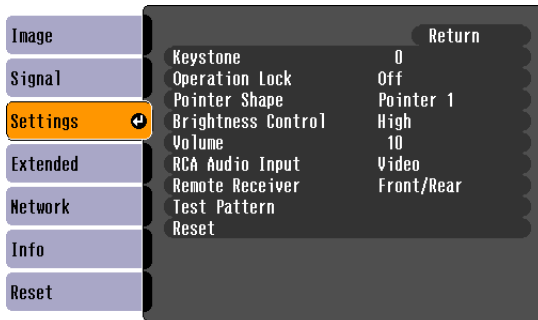 Image
Signal
Settings
Extended
Network
Info
Reset
Return
Keystone 0
Operation Lock Off
Pointer Shape Pointer 1
Brightness Control High
Volume 10
RCA Audio Input Video
Remote Receiver Front/Rear
Test Pattern
Reset